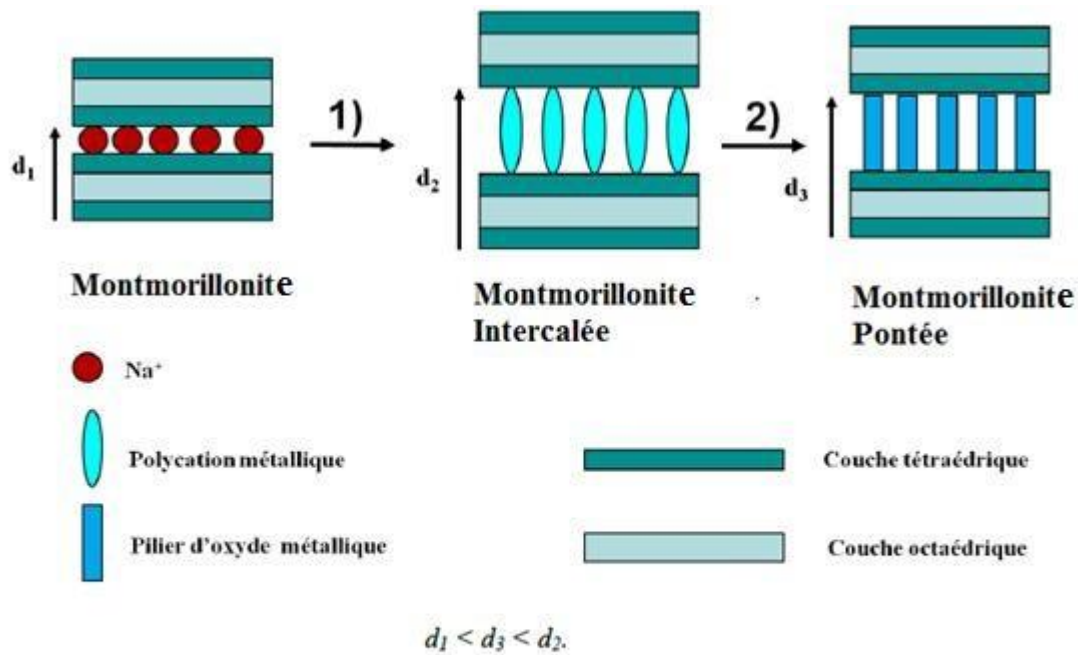 1)
2)
d₁
d₂
d₃
Montmorillonite
Montmorillonite
Intercalée
Montmorillonite
Pontée
Na⁺
Polycation métallique
Couche tétraédrique
Pilier d'oxyde métallique
Couche octaédrique
d₁ < d₃ < d₂.